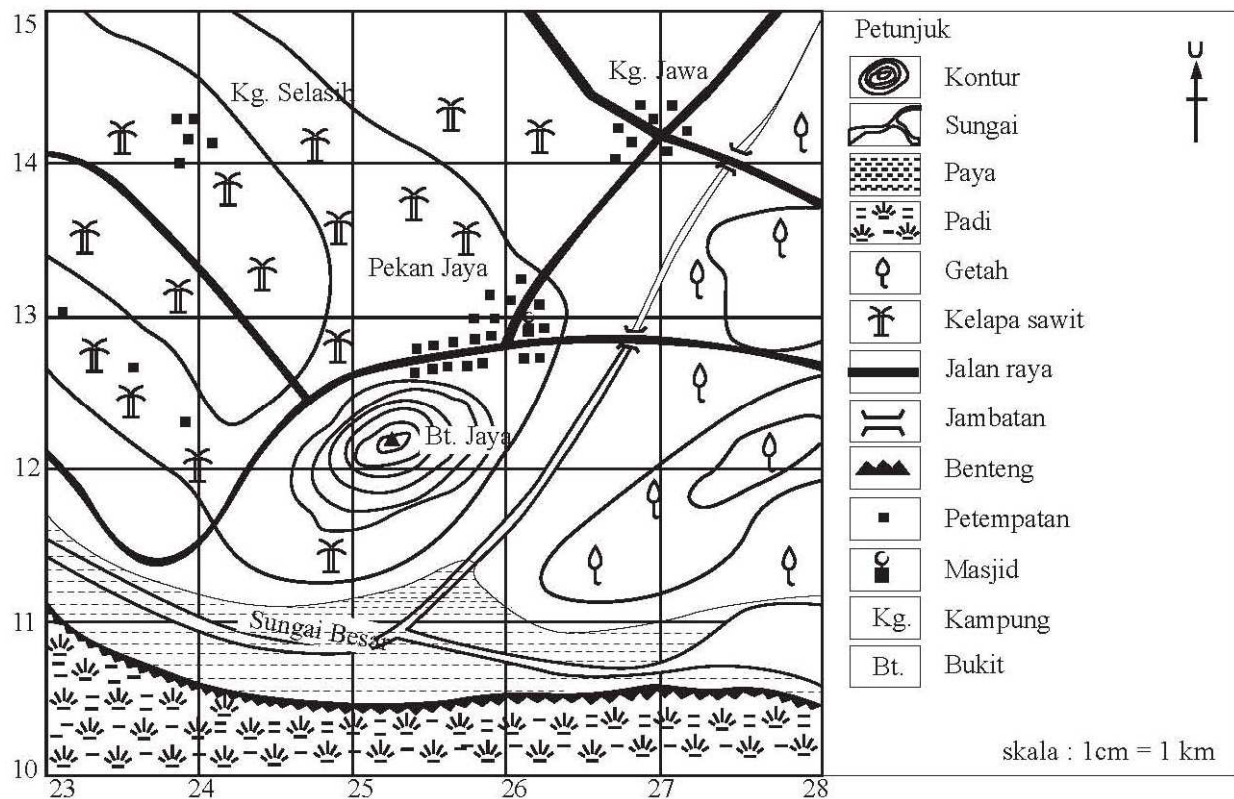 15
14
13
12
11
10
23 24 25 26 27 28
Kg. Selasih
Kg. Jawa
Pekan Jaya
Bt. Jaya
Sungai Besar
Petunjuk
Kontur
Sungai
Paya
Padi
Getah
Kelapa sawit
Jalan raya
Jambatan
Benteng
Petempatan
Masjid
Kg. Kampung
Bt. Bukit
U
skala : 1cm = 1 km